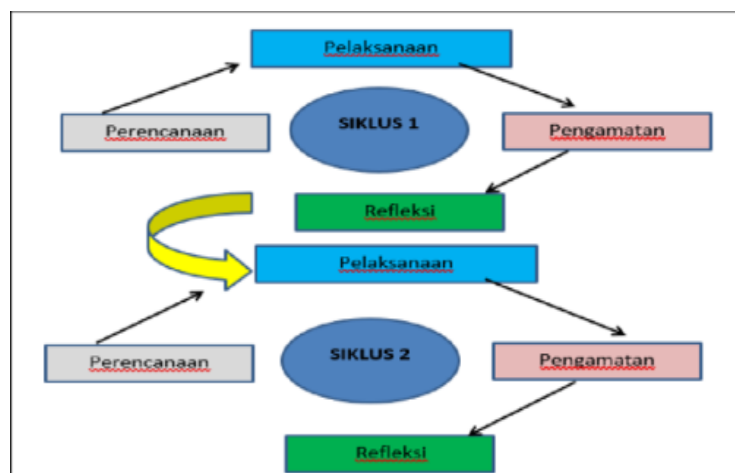 Pelaksanaan
Perencanaan
SIKLUS 1
Pengamatan
Refleksi
Pelaksanaan
Perencanaan
SIKLUS 2
Pengamatan
Refleksi